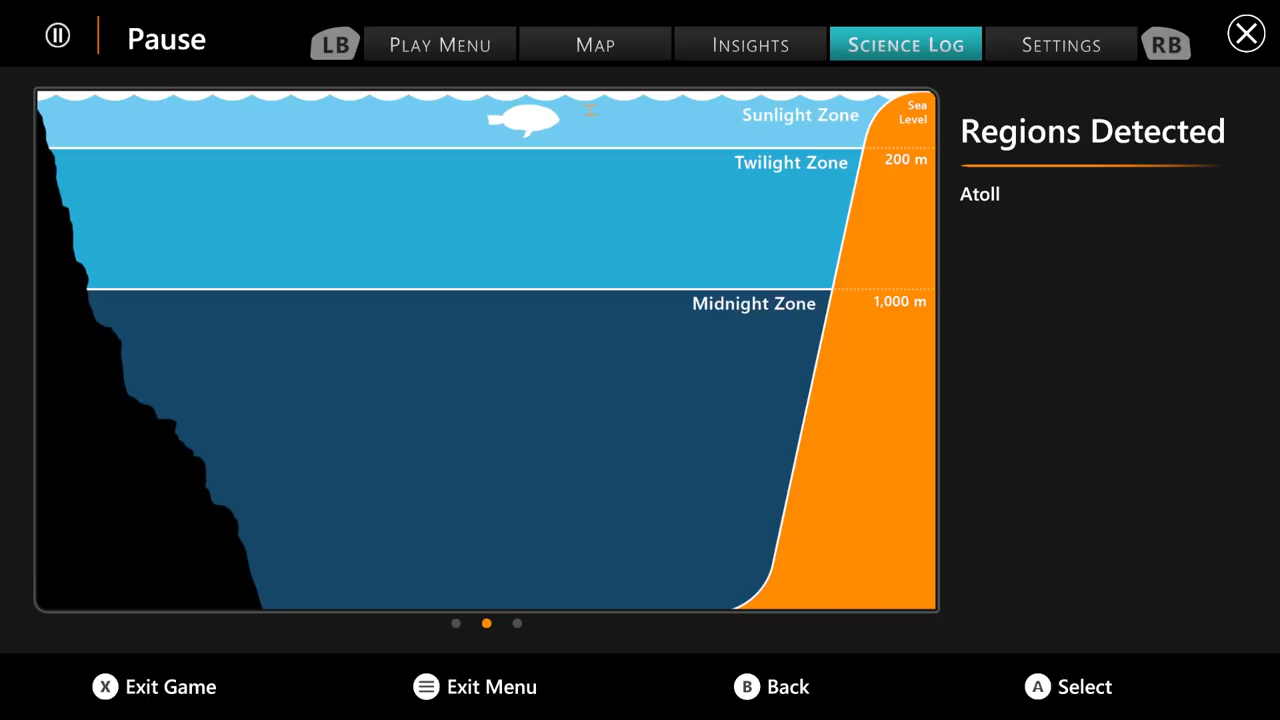 Pause
LB
PLAY MENU
MAP
INSIGHTS
SCIENCE LOG
SETTINGS
RB
Sunlight Zone
Sea
Level
Twilight Zone
200 m
Midnight Zone
1,000 m
Regions Detected
Atoll
X Exit Game
Exit Menu
B Back
A Select